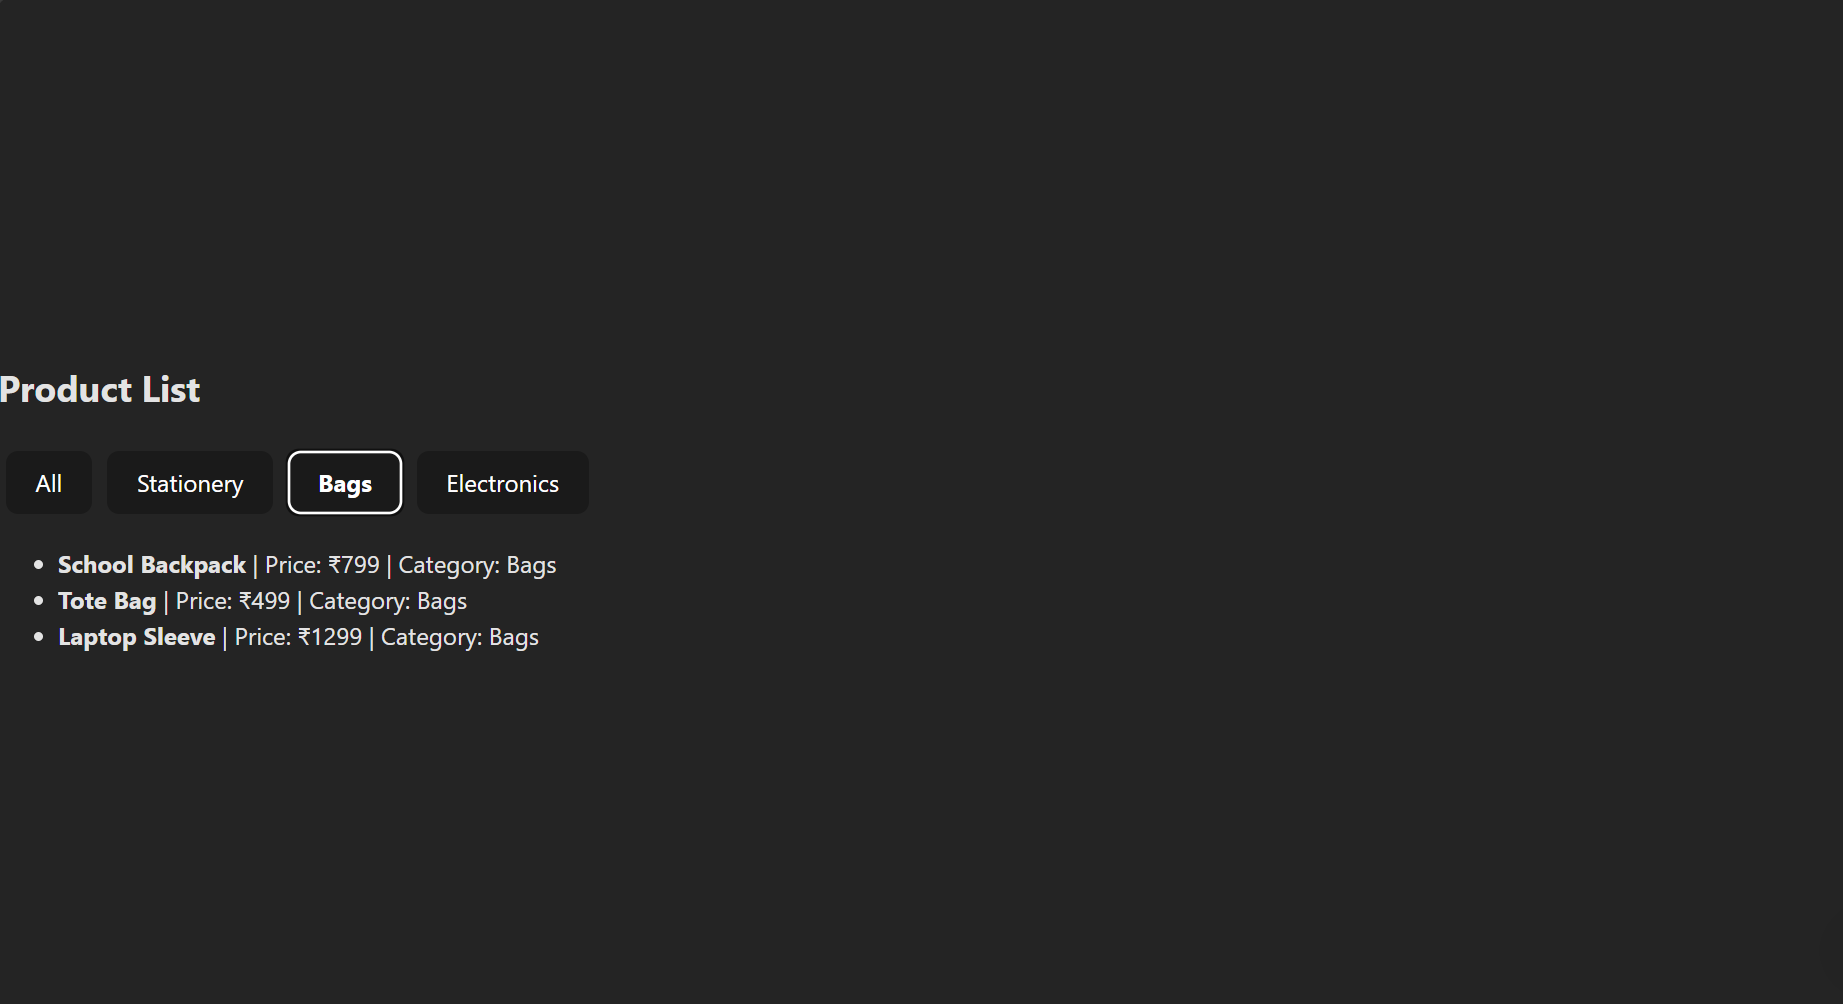 Product List
All Stationery Bags Electronics
• School Backpack | Price: ₹799 | Category: Bags
• Tote Bag | Price: ₹499 | Category: Bags
• Laptop Sleeve | Price: ₹1299 | Category: Bags